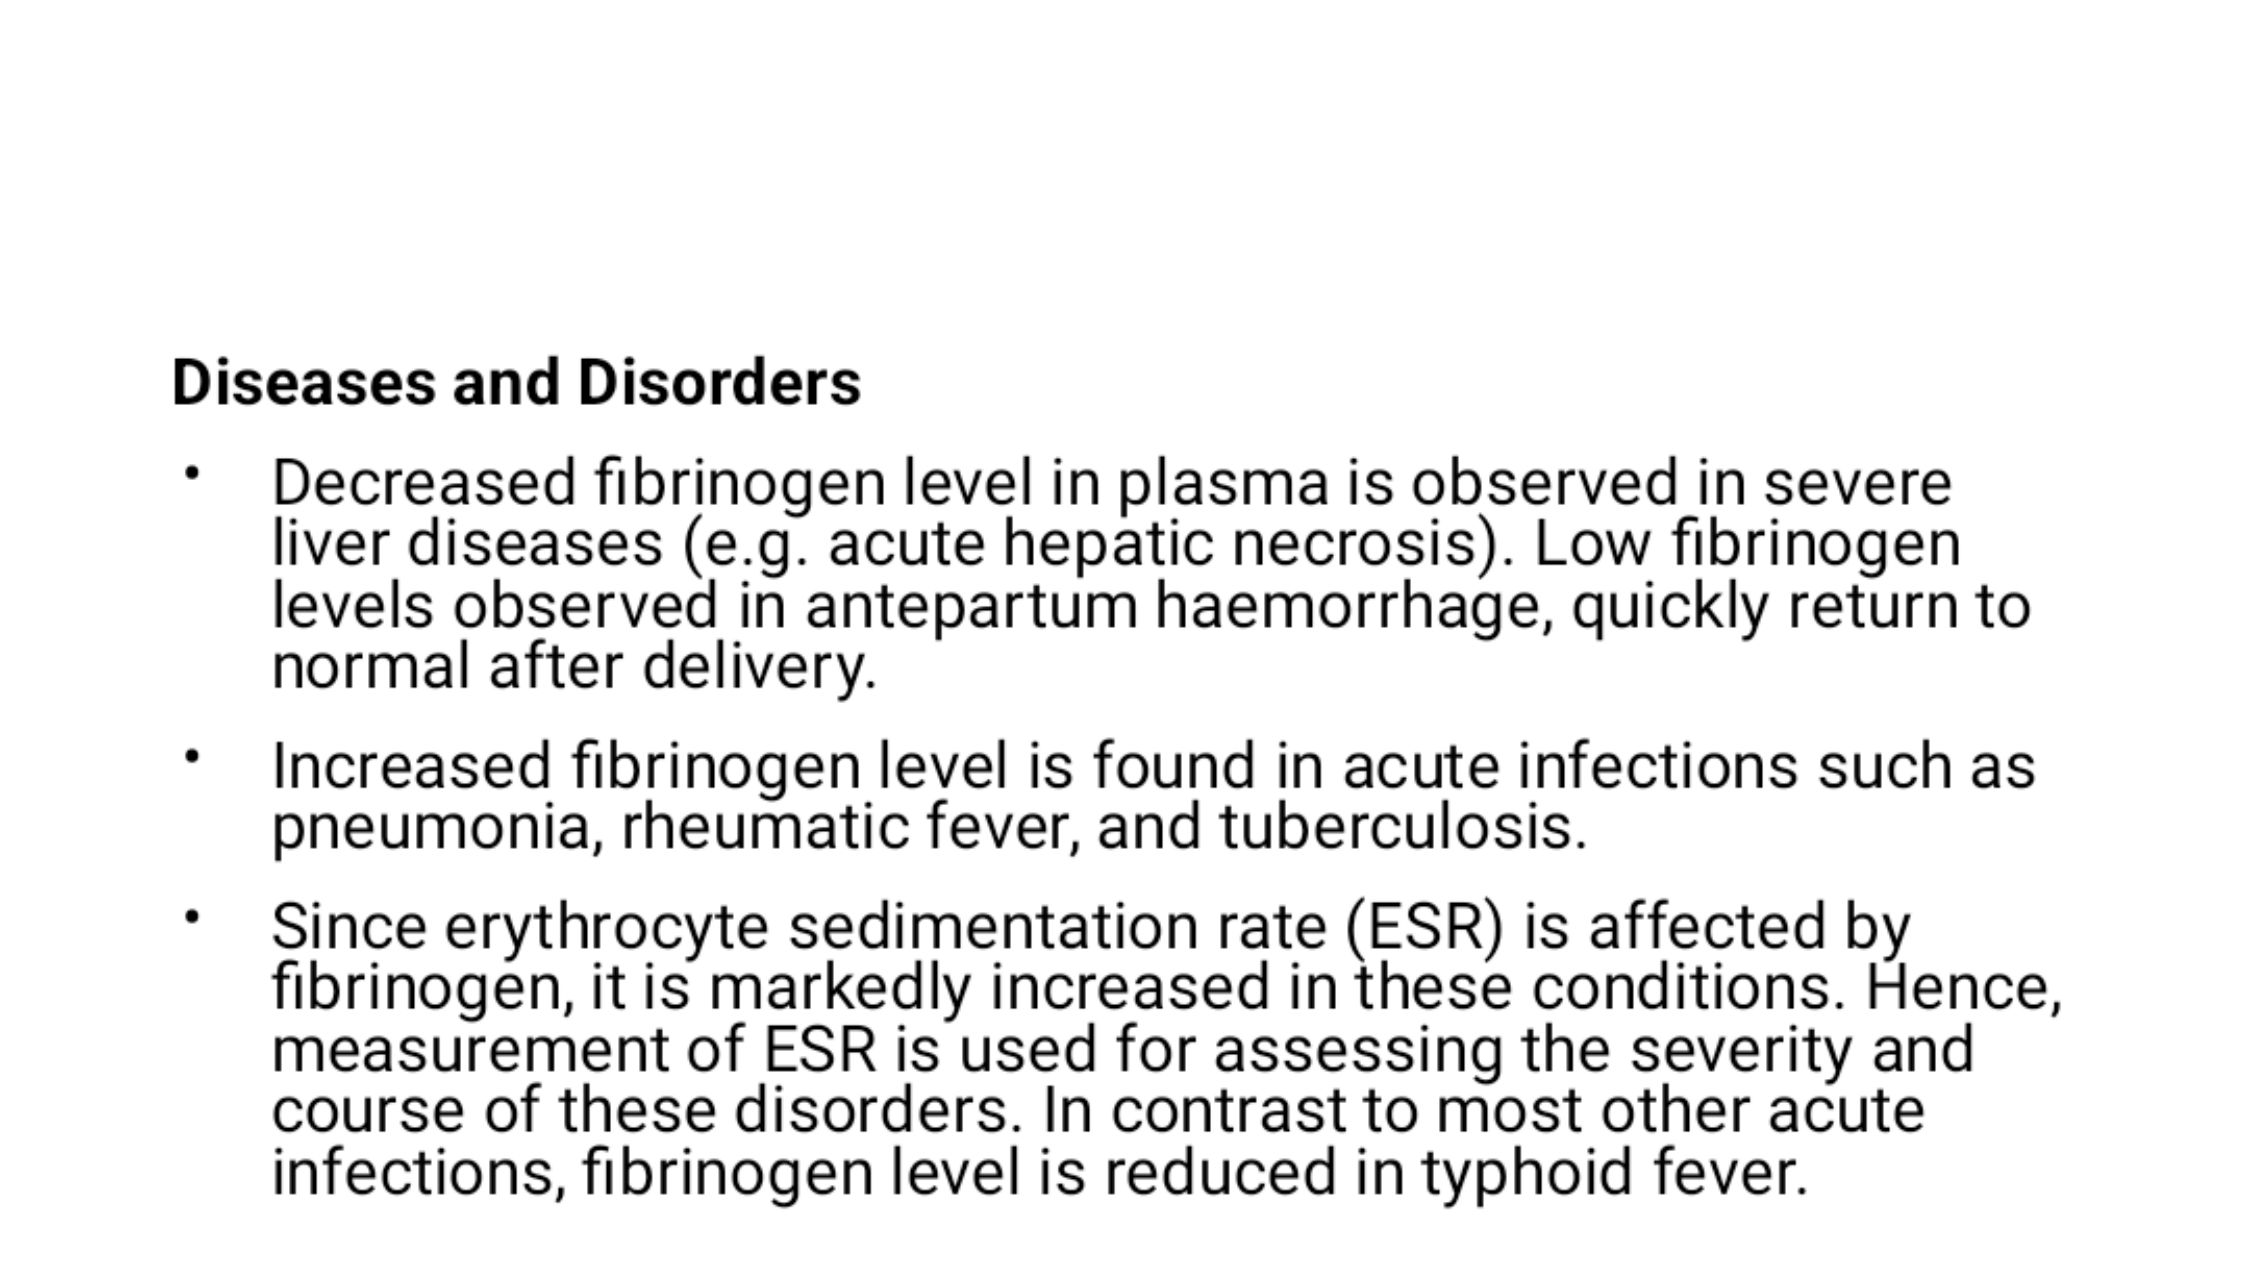 Diseases and Disorders
• Decreased fibrinogen level in plasma is observed in severe
liver diseases (e.g. acute hepatic necrosis). Low fibrinogen
levels observed in antepartum haemorrhage, quickly return to
normal after delivery.
• Increased fibrinogen level is found in acute infections such as
pneumonia, rheumatic fever, and tuberculosis.
• Since erythrocyte sedimentation rate (ESR) is affected by
fibrinogen, it is markedly increased in these conditions. Hence,
measurement of ESR is used for assessing the severity and
course of these disorders. In contrast to most other acute
infections, fibrinogen level is reduced in typhoid fever.